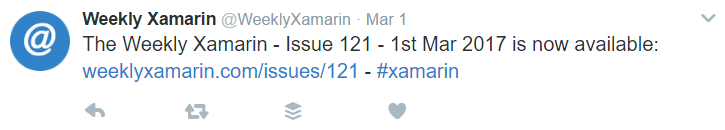 Weekly Xamarin @WeeklyXamarin · Mar 1
The Weekly Xamarin - Issue 121 - 1st Mar 2017 is now available:
weeklyxamarin.com/issues/121 - #xamarin